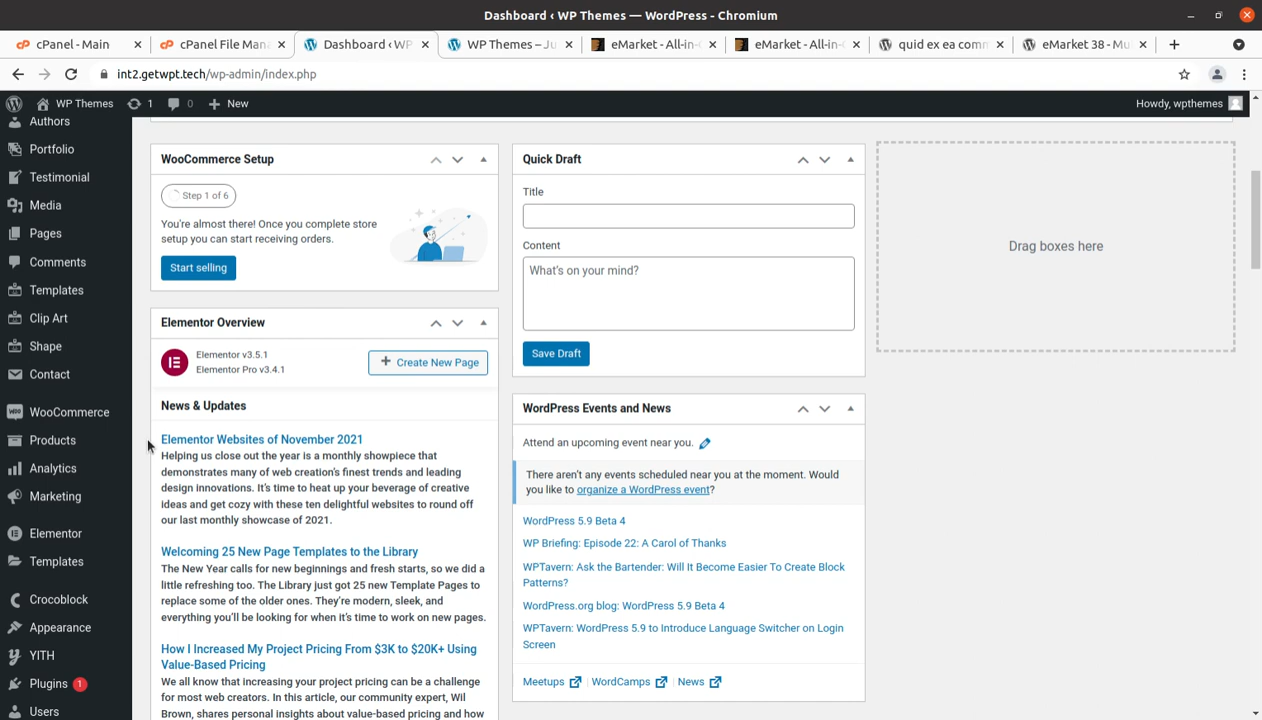 Dashboard ‹ WP Themes — WordPress - Chromium
cPanel - Main
cPanel File Man
Dashboard ‹ WP
WP Themes – Ju
eMarket - All-in-
eMarket - All-in-
quid ex ea com
eMarket 38 - Mu
int2.getwpt.tech/wp-admin/index.php
WP Themes
1
0
New
Howdy, wpthemes
Authors
Portfolio
Testimonial
Media
Pages
Comments
Templates
Clip Art
Shape
Contact
WooCommerce
Products
Analytics
Marketing
Elementor
Templates
Crocoblock
Appearance
YITH
Plugins 1
Users
WooCommerce Setup
Step 1 of 6
You're almost there! Once you complete store
setup you can start receiving orders.
Start selling
Elementor Overview
Elementor v3.5.1
Elementor Pro v3.4.1
Create New Page
News & Updates
Elementor Websites of November 2021
Helping us close out the year is a monthly showpiece that
demonstrates many of web creation's finest trends and leading
design innovations. It's time to heat up your beverage of creative
ideas and get cozy with these ten delightful websites to round off
our last monthly showcase of 2021.
Welcoming 25 New Page Templates to the Library
The New Year calls for new beginnings and fresh starts, so we did a
little refreshing too. The Library just got 25 new Template Pages to
replace some of the older ones. They're modern, sleek, and
everything you'll be looking for when it's time to work on new pages.
How I Increased My Project Pricing From $3K to $20K+ Using
Value-Based Pricing
We all know that increasing your project pricing can be a challenge
for most web creators. In this article, our community expert, Wil
Brown, shares personal insights about value-based pricing and how
Quick Draft
Title
Content
What's on your mind?
Save Draft
WordPress Events and News
Attend an upcoming event near you.
There aren't any events scheduled near you at the moment. Would
you like to organize a WordPress event?
WordPress 5.9 Beta 4
WP Briefing: Episode 22: A Carol of Thanks
WPTavern: Ask the Bartender: Will It Become Easier To Create Block
Patterns?
WordPress.org blog: WordPress 5.9 Beta 4
WPTavern: WordPress 5.9 to Introduce Language Switcher on Login
Screen
Meetups
WordCamps
News
Drag boxes here